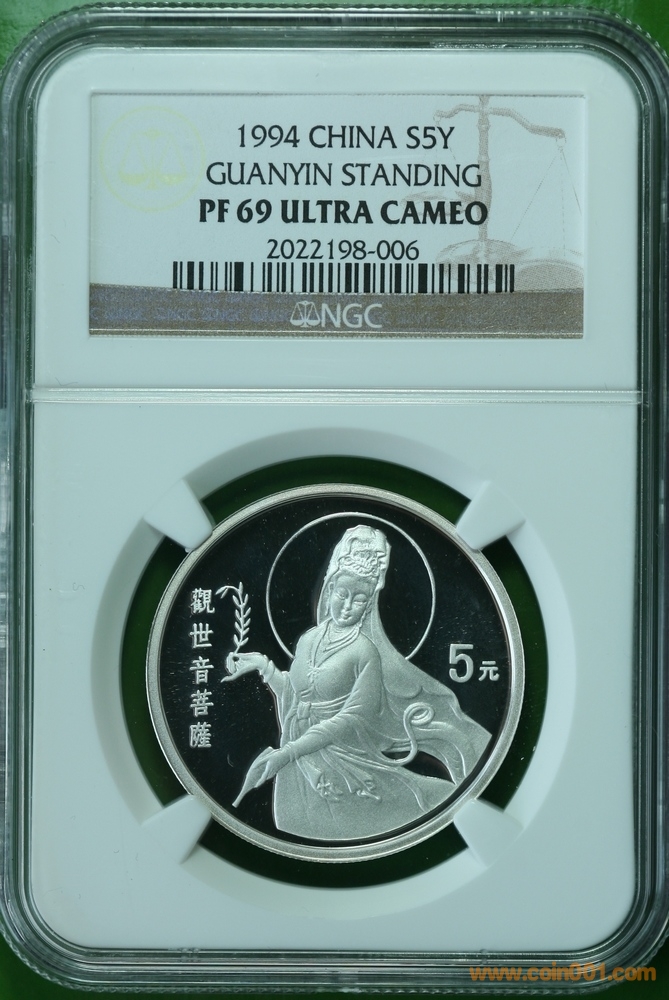 1994 CHINA S5Y
GUANYIN STANDING
PF 69 ULTRA CAMEO
2022198-006
NGC
觀世音菩薩
5元
www.coin001.com